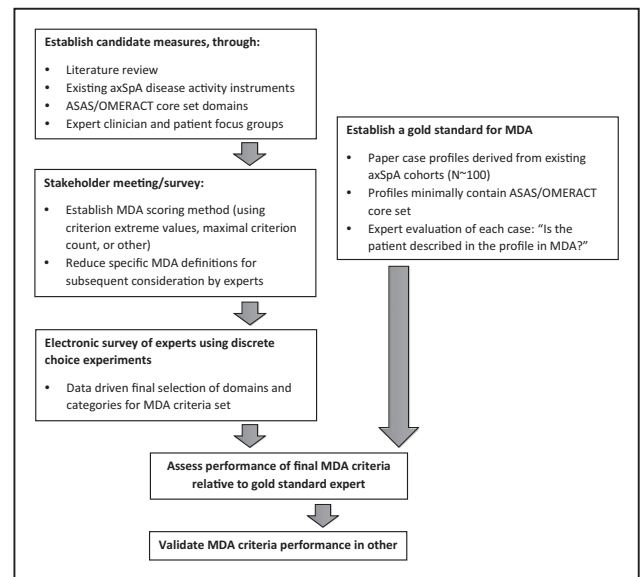 Establish candidate measures, through:
• Literature review
• Existing axSpA disease activity instruments
• ASAS/OMERACT core set domains
• Expert clinician and patient focus groups
Stakeholder meeting/survey:
• Establish MDA scoring method (using
criterion extreme values, maximal criterion
count, or other)
• Reduce specific MDA definitions for
subsequent consideration by experts
Electronic survey of experts using discrete
choice experiments
• Data driven final selection of domains and
categories for MDA criteria set
Establish a gold standard for MDA
• Paper case profiles derived from existing
axSpA cohorts (N~100)
• Profiles minimally contain ASAS/OMERACT
core set
• Expert evaluation of each case: “Is the
patient described in the profile in MDA?”
Assess performance of final MDA criteria
relative to gold standard expert
Validate MDA criteria performance in other